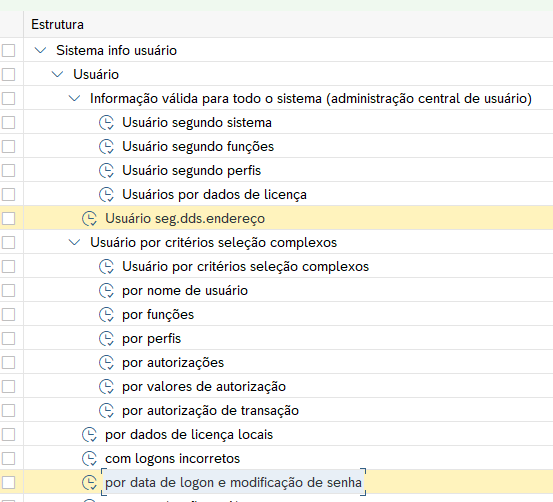 Estrutura
Sistema info usuário
Usuário
Informação válida para todo o sistema (administração central de usuário)
Usuário segundo sistema
Usuário segundo funções
Usuário segundo perfis
Usuários por dados de licença
Usuário seg.dds.endereço
Usuário por critérios seleção complexos
Usuário por critérios seleção complexos
por nome de usuário
por funções
por perfis
por autorizações
por valores de autorização
por autorização de transação
por dados de licença locais
com logons incorretos
por data de logon e modificação de senha